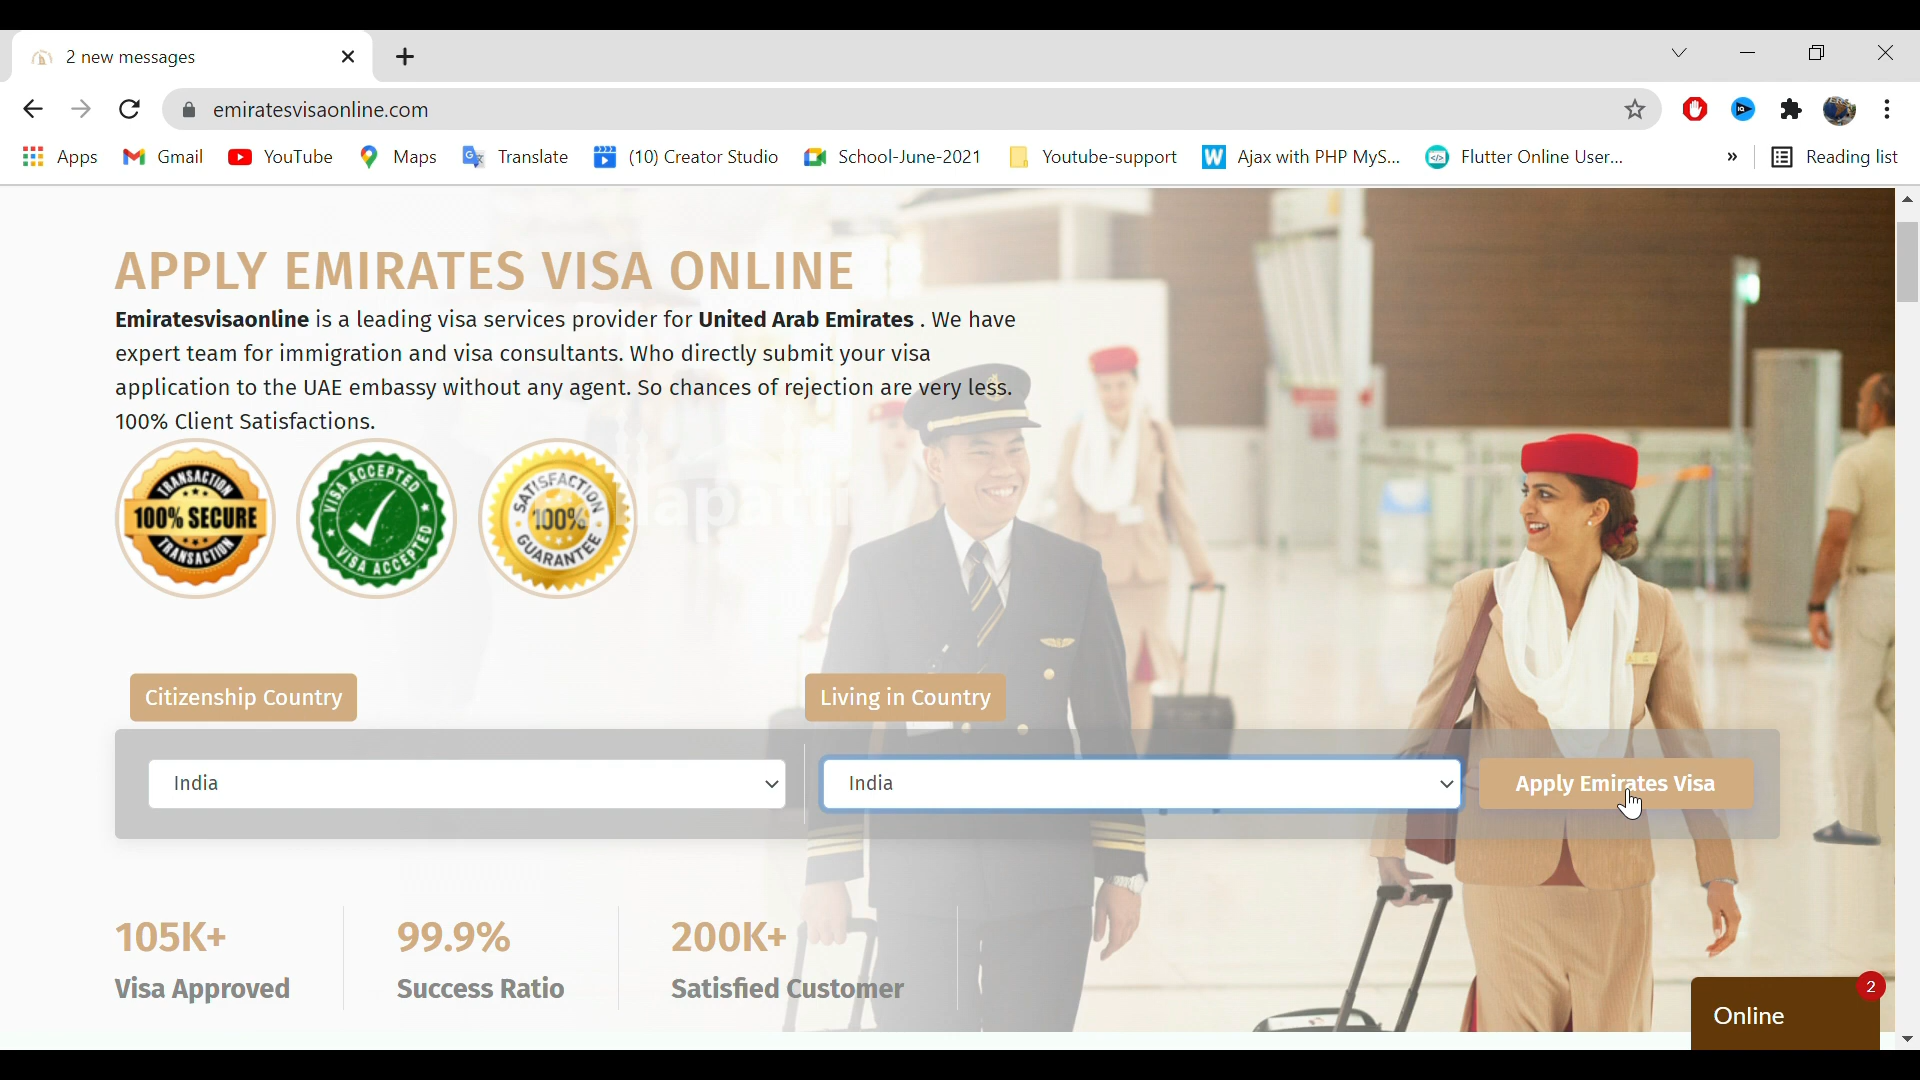 2 new messages
emiratesvisaonline.com
Apps Gmail YouTube Maps Translate (10) Creator Studio School-June-2021 Youtube-support Ajax with PHP MyS... Flutter Online User... » Reading list
APPLY EMIRATES VISA ONLINE
Emiratesvisaonline is a leading visa services provider for United Arab Emirates . We have
expert team for immigration and visa consultants. Who directly submit your visa
application to the UAE embassy without any agent. So chances of rejection are very less.
100% Client Satisfactions.
TRANSACTION
100% SECURE
TRANSACTION
VISA ACCEPTED
VISA ACCEPTED
SATISFACTION
100%
GUARANTEE
Citizenship Country
Living in Country
India
India
Apply Emirates Visa
105K+
Visa Approved
99.9%
Success Ratio
200K+
Satisfied Customer
2
Online